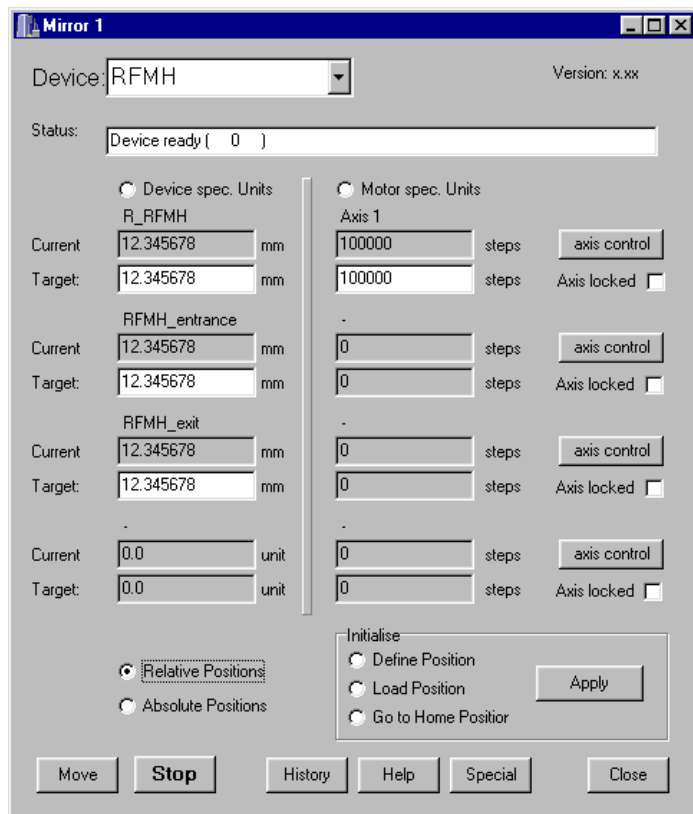 Mirror 1
Device: RFMH Version: x.xx
Status: Device ready ( 0 )
Device spec. Units Motor spec. Units
R_RFMH Axis 1
Current 12.345678 mm 100000 steps axis control
Target: 12.345678 mm 100000 steps Axis locked
RFMH_entrance -
Current 12.345678 mm 0 steps axis control
Target: 12.345678 mm 0 steps Axis locked
RFMH_exit -
Current 12.345678 mm 0 steps axis control
Target: 12.345678 mm 0 steps Axis locked
- -
Current 0.0 unit 0 steps axis control
Target: 0.0 unit 0 steps Axis locked
Initialise
Relative Positions Define Position
Absolute Positions Load Position Apply
Go to Home Positior
Move Stop History Help Special Close